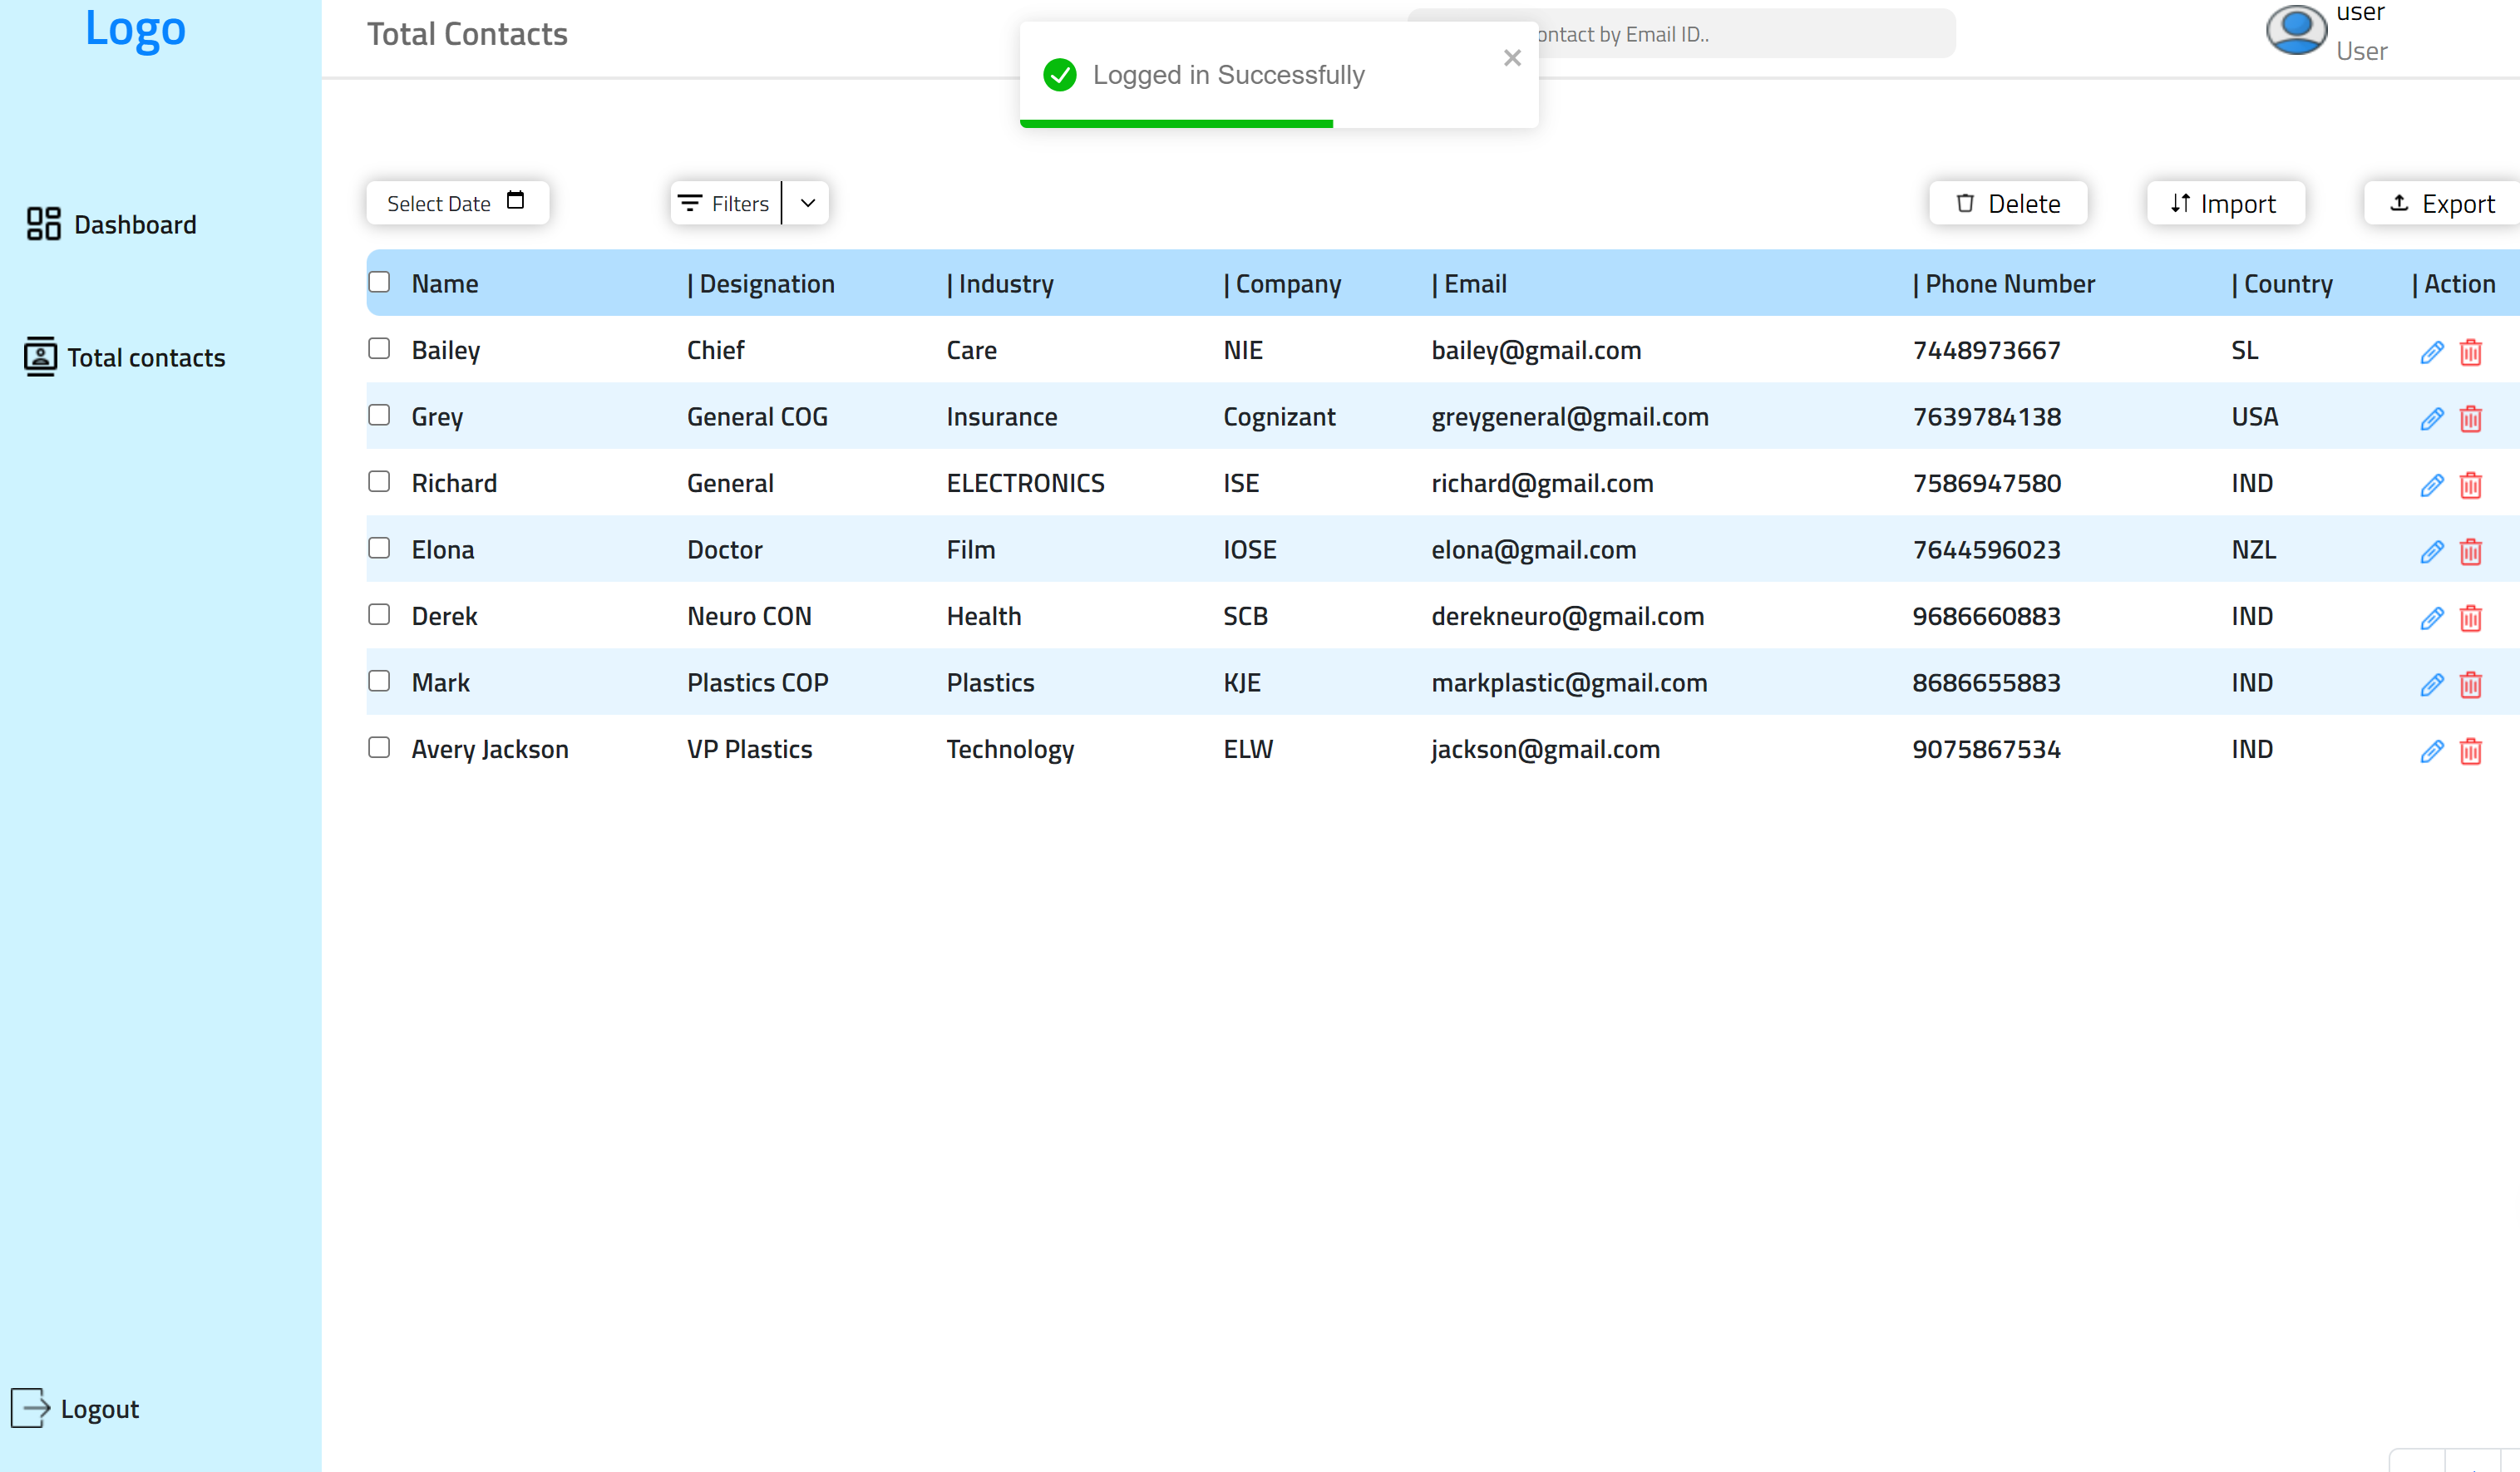 Logo
Total Contacts
ontact by Email ID..
user
User
Logged in Successfully
Dashboard
Total contacts
Logout
Select Date
Filters
Delete
Import
Export
Name | Designation | Industry | Company | Email | Phone Number | Country | Action
Bailey Chief Care NIE bailey@gmail.com 7448973667 SL
Grey General COG Insurance Cognizant greygeneral@gmail.com 7639784138 USA
Richard General ELECTRONICS ISE richard@gmail.com 7586947580 IND
Elona Doctor Film IOSE elona@gmail.com 7644596023 NZL
Derek Neuro CON Health SCB derekneuro@gmail.com 9686660883 IND
Mark Plastics COP Plastics KJE markplastic@gmail.com 8686655883 IND
Avery Jackson VP Plastics Technology ELW jackson@gmail.com 9075867534 IND